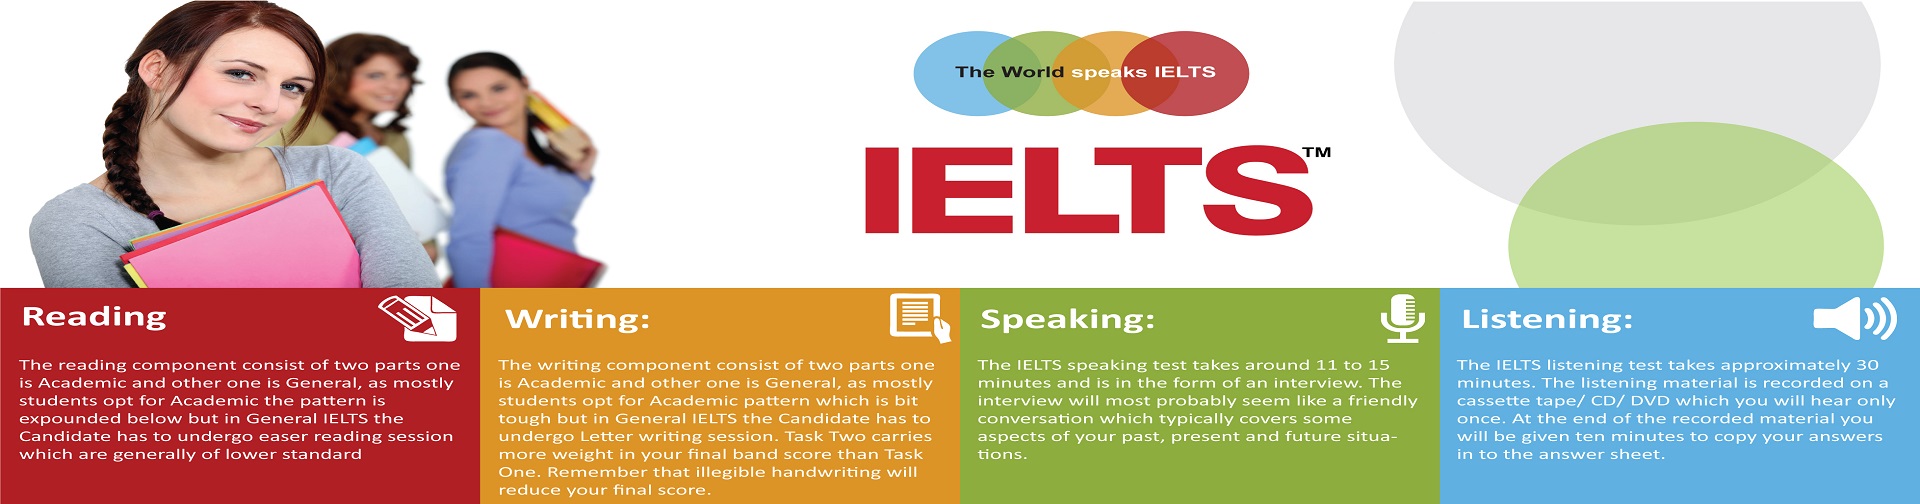 The World speaks IELTS
IELTS™
Reading
The reading component consist of two parts one
is Academic and other one is General, as mostly
students opt for Academic the pattern is
expounded below but in General IELTS the
Candidate has to undergo easer reading session
which are generally of lower standard
Writing:
The writing component consist of two parts one
is Academic and other one is General, as mostly
students opt for Academic pattern which is bit
tough but in General IELTS the Candidate has to
undergo Letter writing session. Task Two carries
more weight in your final band score than Task
One. Remember that illegible handwriting will
reduce your final score.
Speaking:
The IELTS speaking test takes around 11 to 15
minutes and is in the form of an interview. The
interview will most probably seem like a friendly
conversation which typically covers some
aspects of your past, present and future situa-
tions.
Listening:
The IELTS listening test takes approximately 30
minutes. The listening material is recorded on a
cassette tape/ CD/ DVD which you will hear only
once. At the end of the recorded material you
will be given ten minutes to copy your answers
in to the answer sheet.